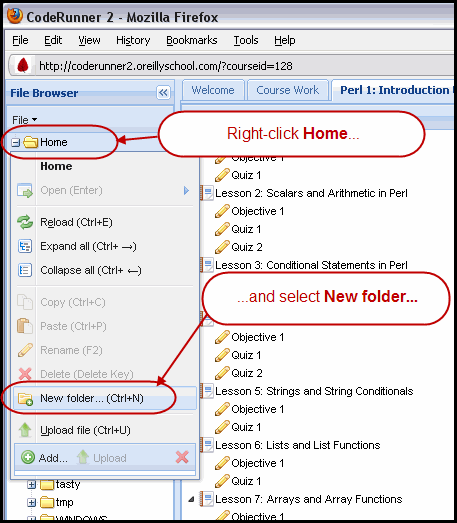 CodeRunner 2 - Mozilla Firefox
File Edit View History Bookmarks Tools Help
http://coderunner2.oreillyschool.com/?courseid=128
File Browser
Welcome Course Work Perl 1: Introduction
File
Home
Right-click Home...
Home
Open (Enter)
Reload (Ctrl+E)
Expand all (Ctrl+ →)
Collapse all (Ctrl+ ←)
Copy (Ctrl+C)
Paste (Ctrl+P)
Rename (F2)
Delete (Delete Key)
New folder... (Ctrl+N)
Upload file (Ctrl+U)
Add... Upload
tasty
tmp
WINDOWS
Objective 1
Quiz 1
Lesson 2: Scalars and Arithmetic in Perl
Objective 1
Quiz 1
Quiz 2
Lesson 3: Conditional Statements in Perl
...and select New folder...
Objective 1
Quiz 1
Quiz 2
Lesson 5: Strings and String Conditionals
Objective 1
Quiz 1
Lesson 6: Lists and List Functions
Objective 1
Quiz 1
Lesson 7: Arrays and Array Functions
Objective 1